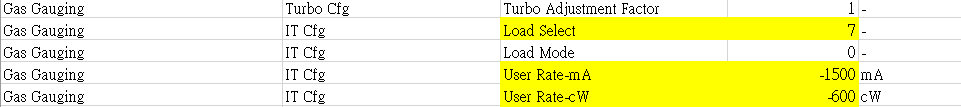 Gas Gauging Turbo Cfg Turbo Adjustment Factor 1 -
Gas Gauging IT Cfg Load Select 7 -
Gas Gauging IT Cfg Load Mode 0 -
Gas Gauging IT Cfg User Rate-mA -1500 mA
Gas Gauging IT Cfg User Rate-cW -600 cW